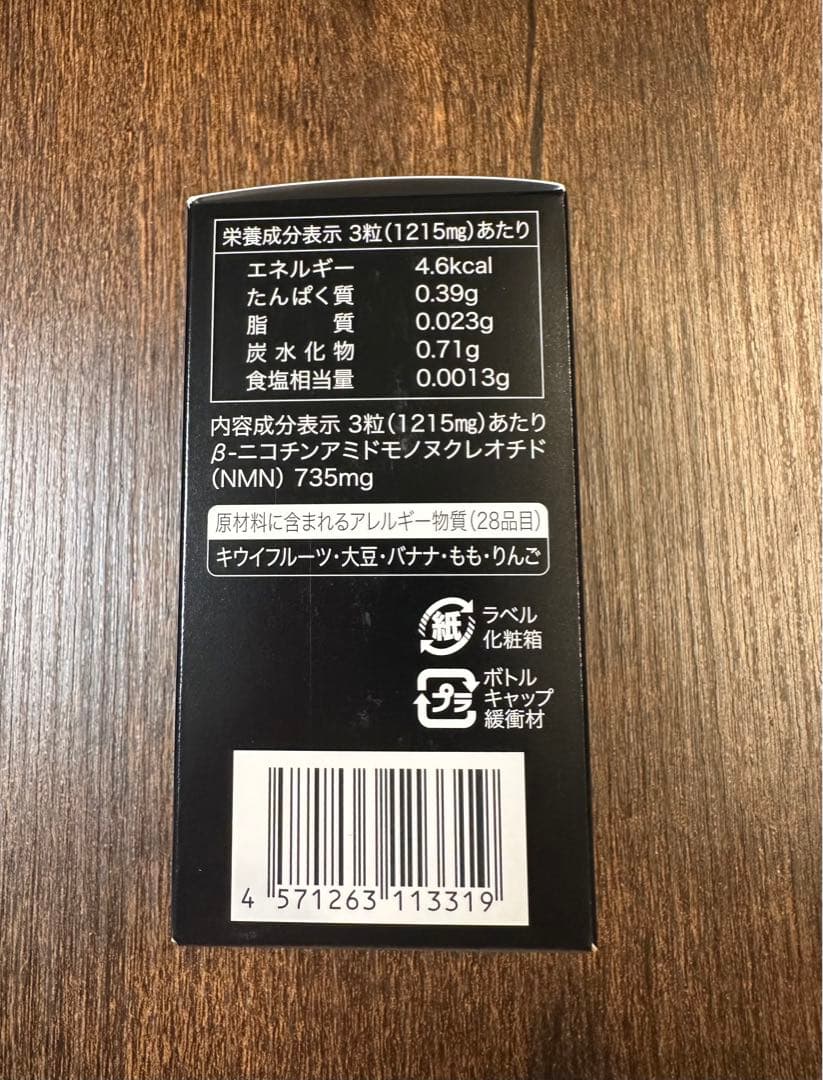 栄養成分表示 3粒(1215㎎)あたり
エネルギー 4.6kcal
たんぱく質 0.39g
脂質 0.023g
炭水化物 0.71g
食塩相当量 0.0013g
内容成分表示 3粒(1215㎎)あたり
β-ニコチンアミドモノヌクレオチド
(NMN) 735mg
原材料に含まれるアレルギー物質(28品目)
キウイフルーツ・大豆・バナナ・もも・りんご
紙 ラベル
化粧箱
プラ ボトル
キャップ
緩衝材
4 571263 113319